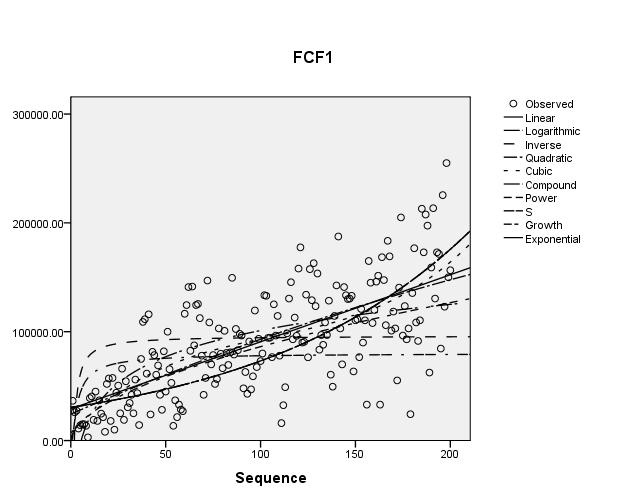 FCF1
300000.00
200000.00
100000.00
0.00
0
50
100
150
200
Sequence
Observed
Linear
Logarithmic
Inverse
Quadratic
Cubic
Compound
Power
S
Growth
Exponential